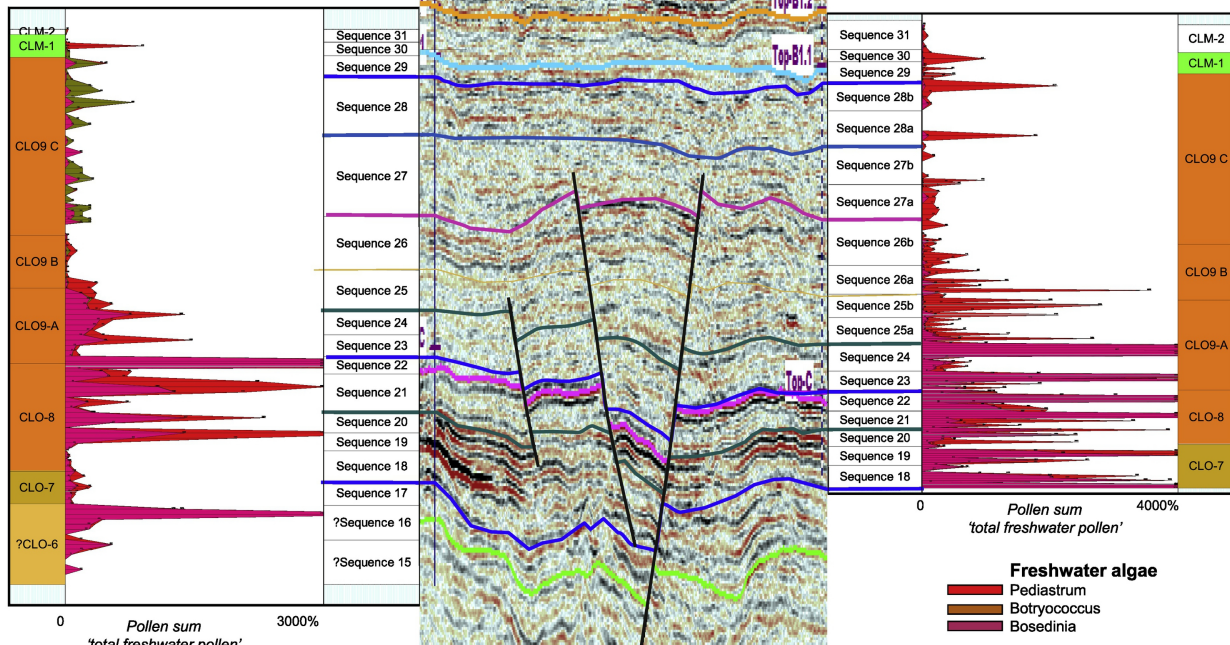 CLM-2
CLM-1
CLO9 C
CLO9 B
CLO9-A
CLO-8
CLO-7
?CLO-6
0
Pollen sum
3000%
'total freshwater pollen'
Sequence 31
Sequence 30
Sequence 29
Sequence 28
Sequence 27
Sequence 26
Sequence 25
Sequence 24
Sequence 23
Sequence 22
Sequence 21
Sequence 20
Sequence 19
Sequence 18
Sequence 17
?Sequence 16
?Sequence 15
Top-B1.2
Top-B1.1
Top-C
Sequence 31
Sequence 30
Sequence 29
Sequence 28b
Sequence 28a
Sequence 27b
Sequence 27a
Sequence 26b
Sequence 26a
Sequence 25b
Sequence 25a
Sequence 24
Sequence 23
Sequence 22
Sequence 21
Sequence 20
Sequence 19
Sequence 18
0
Pollen sum
4000%
'total freshwater pollen'
CLM-2
CLM-1
CLO9 C
CLO9 B
CLO9-A
CLO-8
CLO-7
Freshwater algae
Pediastrum
Botryococcus
Bosedinia